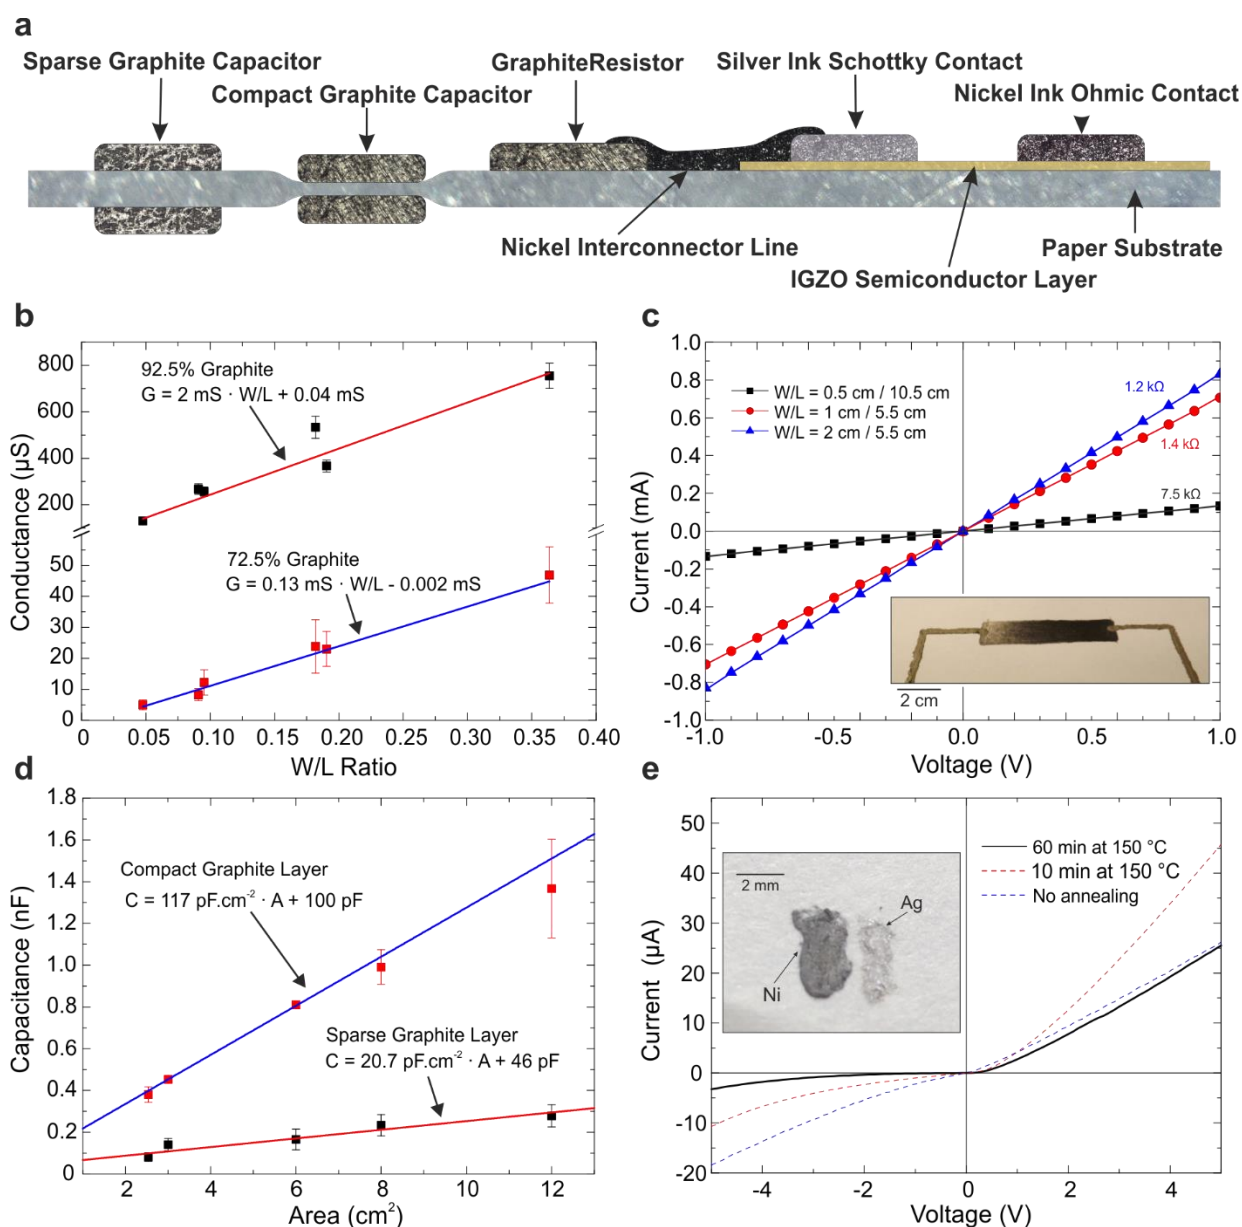 a
Sparse Graphite Capacitor
Compact Graphite Capacitor
GraphiteResistor
Silver Ink Schottky Contact
Nickel Ink Ohmic Contact
Nickel Interconnector Line
IGZO Semiconductor Layer
Paper Substrate
b
Conductance (µS)
800
600
400
200
50
40
30
20
10
0
92.5% Graphite
G = 2 mS · W/L + 0.04 mS
72.5% Graphite
G = 0.13 mS · W/L - 0.002 mS
0.05 0.10 0.15 0.20 0.25 0.30 0.35 0.40
W/L Ratio
c
Current (mA)
1.0
0.8
0.6
0.4
0.2
0.0
-0.2
-0.4
-0.6
-0.8
-1.0
W/L = 0.5 cm / 10.5 cm
W/L = 1 cm / 5.5 cm
W/L = 2 cm / 5.5 cm
1.2 kΩ
1.4 kΩ
7.5 kΩ
2 cm
-1.0 -0.5 0.0 0.5 1.0
Voltage (V)
d
Capacitance (nF)
1.8
1.6
1.4
1.2
1.0
0.8
0.6
0.4
0.2
0
Compact Graphite Layer
C = 117 pF.cm⁻² · A + 100 pF
Sparse Graphite Layer
C = 20.7 pF.cm⁻² · A + 46 pF
2 4 6 8 10 12
Area (cm²)
e
Current (µA)
50
40
30
20
10
0
-10
-20
2 mm
Ag
Ni
60 min at 150 °C
10 min at 150 °C
No annealing
-4 -2 0 2 4
Voltage (V)